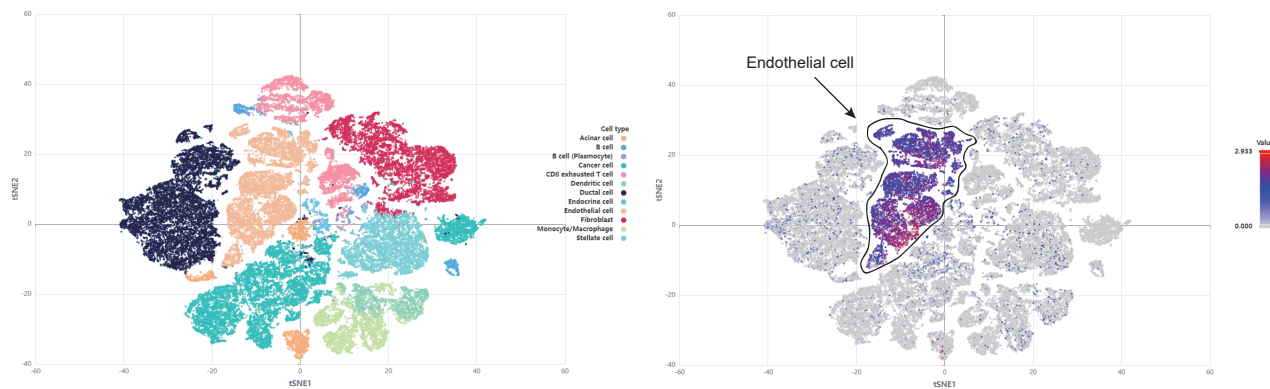 60
40
20
0
-20
-40
tSNE2
-60
-40
-20
0
20
40
60
tSNE1
Cell type
Acinar cell
B cell
B cell (Plasmocyte)
Cancer cell
CD8 exhausted T cell
Dendritic cell
Ductal cell
Endocrine cell
Endothelial cell
Fibroblast
Monocyte/Macrophage
Stellate cell
60
40
20
0
-20
-40
tSNE2
-60
-40
-20
0
20
40
60
tSNE1
Endothelial cell
Valu
2.933
0.000